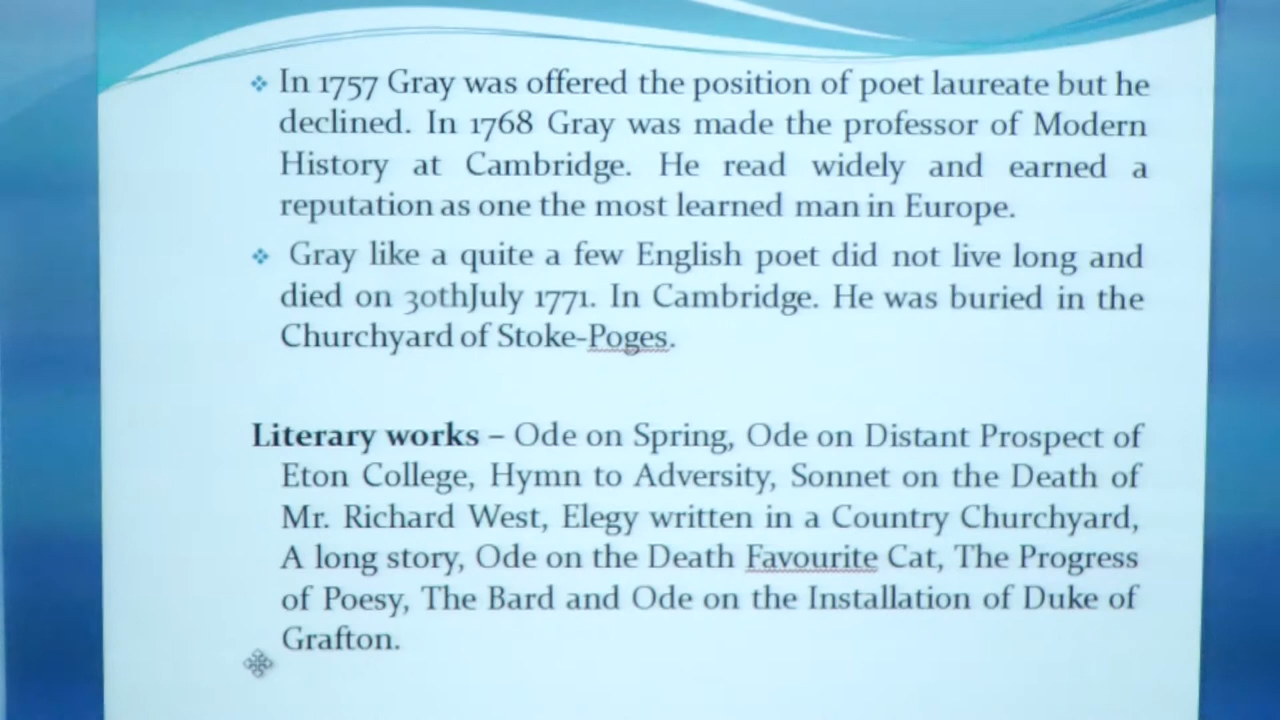 In 1757 Gray was offered the position of poet laureate but he
declined. In 1768 Gray was made the professor of Modern
History at Cambridge. He read widely and earned a
reputation as one the most learned man in Europe.
Gray like a quite a few English poet did not live long and
died on 30thJuly 1771. In Cambridge. He was buried in the
Churchyard of Stoke-Poges.
Literary works – Ode on Spring, Ode on Distant Prospect of
Eton College, Hymn to Adversity, Sonnet on the Death of
Mr. Richard West, Elegy written in a Country Churchyard,
A long story, Ode on the Death Favourite Cat, The Progress
of Poesy, The Bard and Ode on the Installation of Duke of
Grafton.